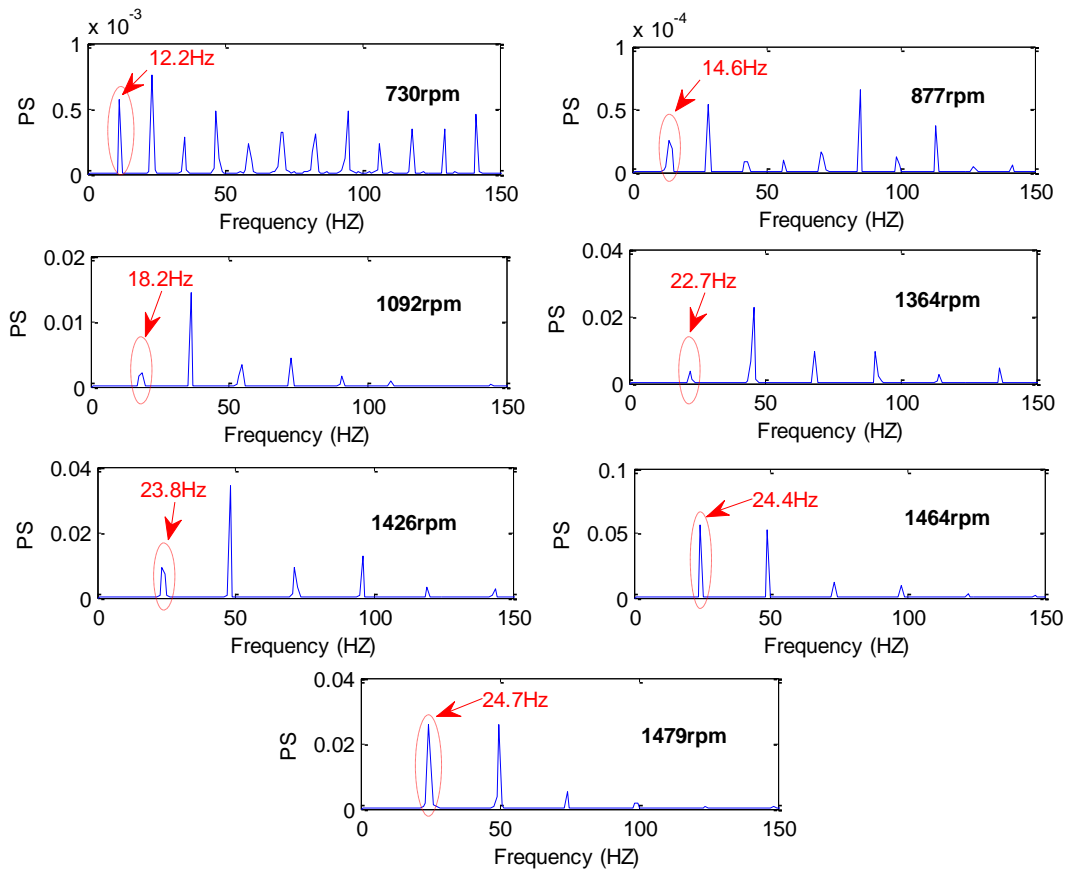 x 10^-3
1
0.5
0
PS
12.2Hz
730rpm
0 50 100 150
Frequency (HZ)
x 10^-4
1
0.5
0
PS
14.6Hz
877rpm
0 50 100 150
Frequency (HZ)
0.02
0.01
0
PS
18.2Hz
1092rpm
0 50 100 150
Frequency (HZ)
0.04
0.02
0
PS
22.7Hz
1364rpm
0 50 100 150
Frequency (HZ)
0.04
0.02
0
PS
23.8Hz
1426rpm
0 50 100 150
Frequency (HZ)
0.1
0.05
0
PS
24.4Hz
1464rpm
0 50 100 150
Frequency (HZ)
0.04
0.02
0
PS
24.7Hz
1479rpm
0 50 100 150
Frequency (HZ)